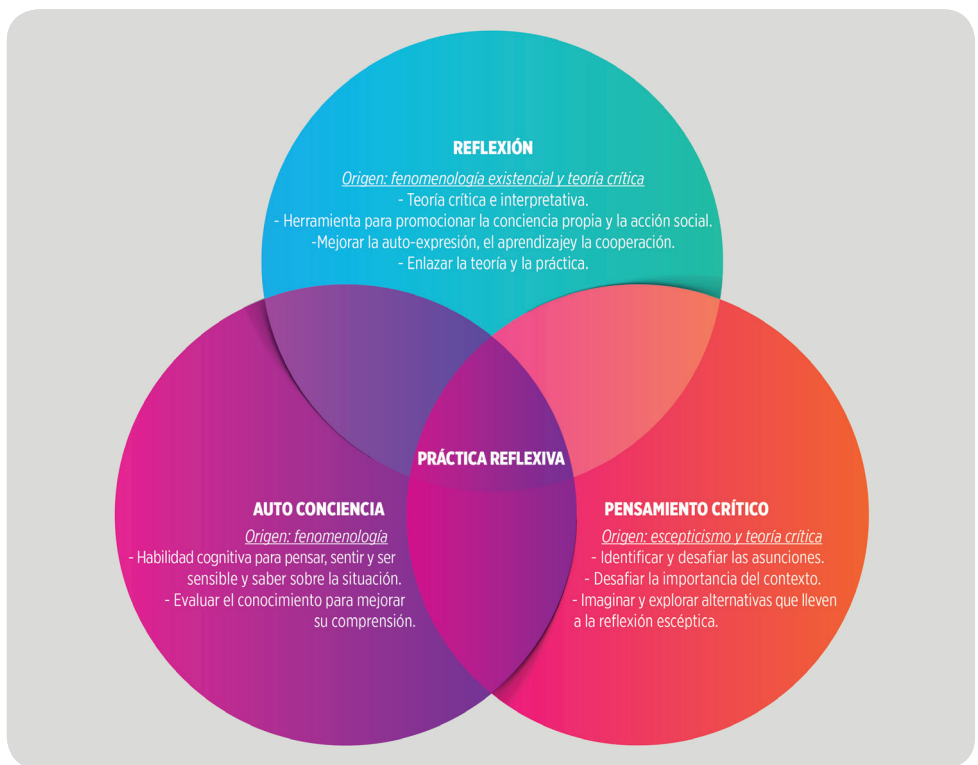 REFLEXIÓN
Origen: fenomenología existencial y teoría crítica
- Teoría crítica e interpretativa.
- Herramienta para promocionar la conciencia propia y la acción social.
-Mejorar la auto-expresión, el aprendizajey la cooperación.
- Enlazar la teoría y la práctica.
PRÁCTICA REFLEXIVA
AUTO CONCIENCIA
Origen: fenomenología
- Habilidad cognitiva para pensar, sentir y ser
sensible y saber sobre la situación.
- Evaluar el conocimiento para mejorar
su comprensión.
PENSAMIENTO CRÍTICO
Origen: escepticismo y teoría crítica
- Identificar y desafiar las asunciones.
- Desafiar la importancia del contexto.
- Imaginar y explorar alternativas que lleven
a la reflexión escéptica.